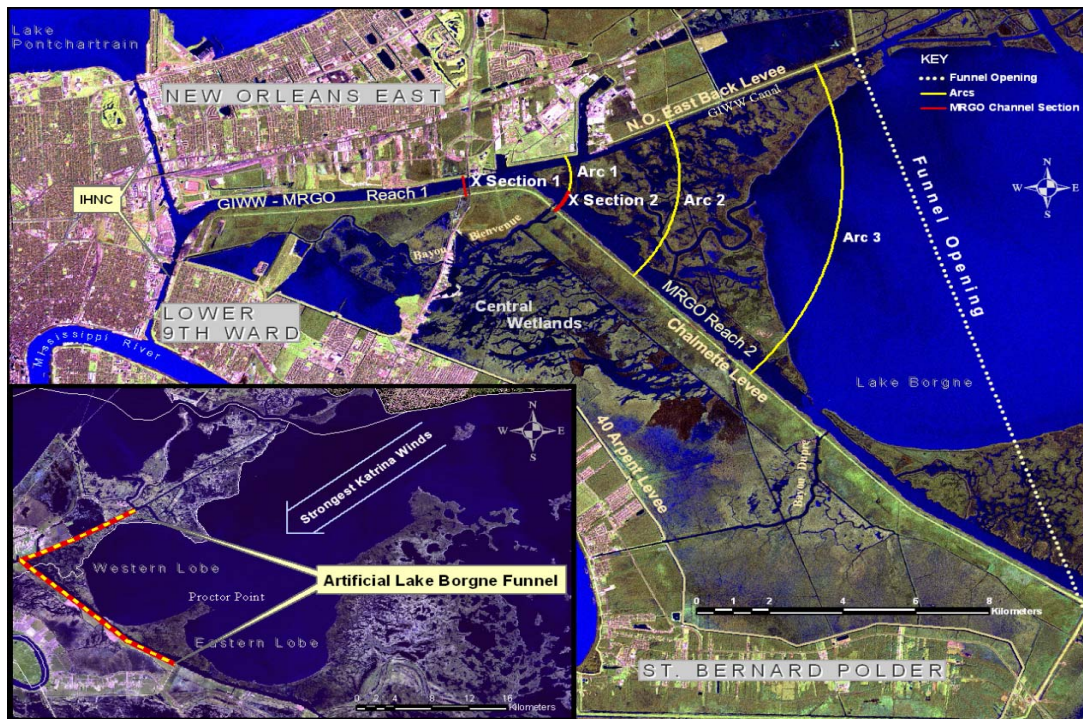 Lake
Pontchartrain
NEW ORLEANS EAST
N.O. East Back Levee
GIWW Canal
KEY
Funnel Opening
Arcs
MRGO Channel Section
N
W E
S
IHNC
GIWW - MRGO Reach 1
X Section 1
Arc 1
X Section 2
Arc 2
Arc 3
Funnel Opening
Bayou Bienvenue
LOWER
9TH WARD
Central
Wetlands
MRGO Reach 2
Chalmette Levee
Mississippi River
Lake Borgne
40 Arpent Levee
Bayou Dupre
0 1 2 4 6 8
Kilometers
ST. BERNARD POLDER
N
W E
S
Strongest Katrina Winds
Artificial Lake Borgne Funnel
Western Lobe
Proctor Point
Eastern Lobe
0 2 4 8 12 16
Kilometers